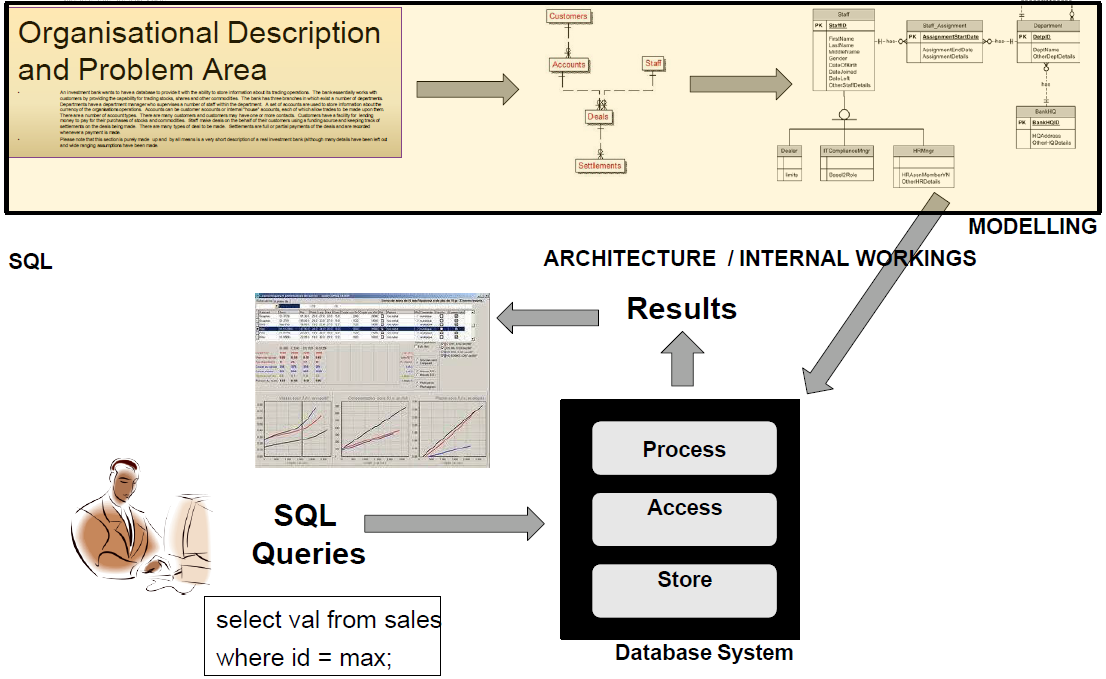 Organisational Description
and Problem Area
An investment bank wants to have a database to provide it with the ability to store information about its trading operations. The bank essentially works with
customers by providing the capability for trading stocks, shares and other commodities. The bank has three branches in which exist a number of departments.
Departments have a department manager who supervises a number of staff within the department. A set of accounts are used to store information about the
currency of the organisations operations. Accounts can be customer accounts or internal "house" accounts, each of which allow trades to be made upon them.
There are a number of account types. There are many customers and customers may have one or more contacts. Customers have a facility for lending
money to pay for their purchases of stocks and commodities. Staff make deals on the behalf of their customers using a funding source and keeping track of
settlements on the deals being made. There are many types of deal to be made. Settlements are full or partial payments of the deals and are recorded
whenever a payment is made.
Please note that this section is purely made up and by all means is a very short description of a real investment bank (although many details have been left out
and wide ranging assumptions have been made.
Customers
Accounts
Staff
Deals
Settlements
Staff
PK StaffID
FirstName
LastName
MiddleName
Gender
DateOfBirth
DateJoined
DateLeft
OtherStaffDetails
has
Staff_Assignment
PK AssignmentStartDate
AssignmentEndDate
AssignmentDetails
has
Department
PK DetpID
DeptName
OtherDeptDetails
has
BankHQ
PK BankHQID
HQAddress
OtherHQDetails
Dealer
limits
ITComplianceMngr
BaselIIRole
HRMngr
HRAssnMemberYN
OtherHRDetails
MODELLING
SQL
ARCHITECTURE / INTERNAL WORKINGS
Results
Process
Access
Store
Database System
SQL
Queries
select val from sales
where id = max;